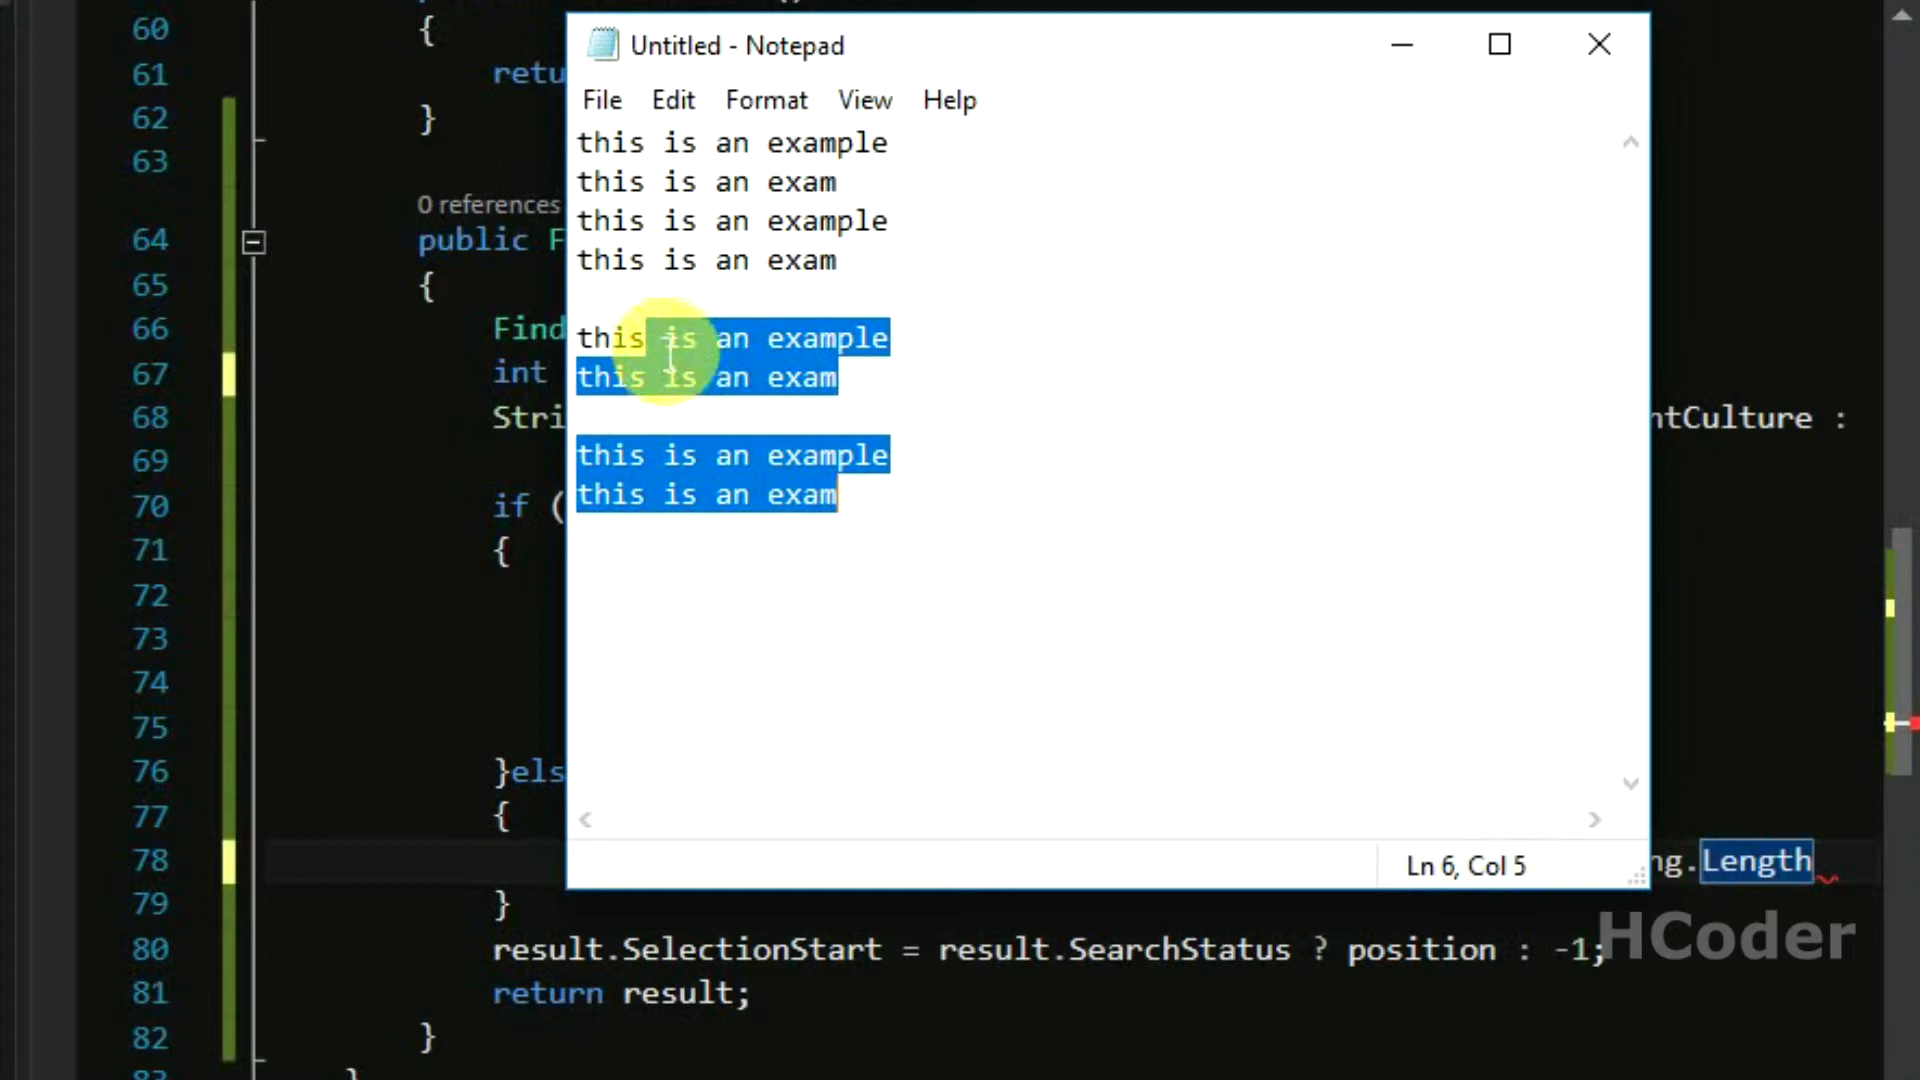 60 {
61 retu
62 }
63
0 references
64 public F
65 {
66 Find
67 int
68 Stri ntCulture :
69
70 if (
71 {
72
73
74
75
76 }els
77 {
78 ng.Length
79 }
80 result.SelectionStart = result.SearchStatus ? position : -1;
81 return result;
82 }
83 }
Untitled - Notepad
File Edit Format View Help
this is an example
this is an exam
this is an example
this is an exam
this is an example
this is an exam
this is an example
this is an exam
Ln 6, Col 5
HCoder